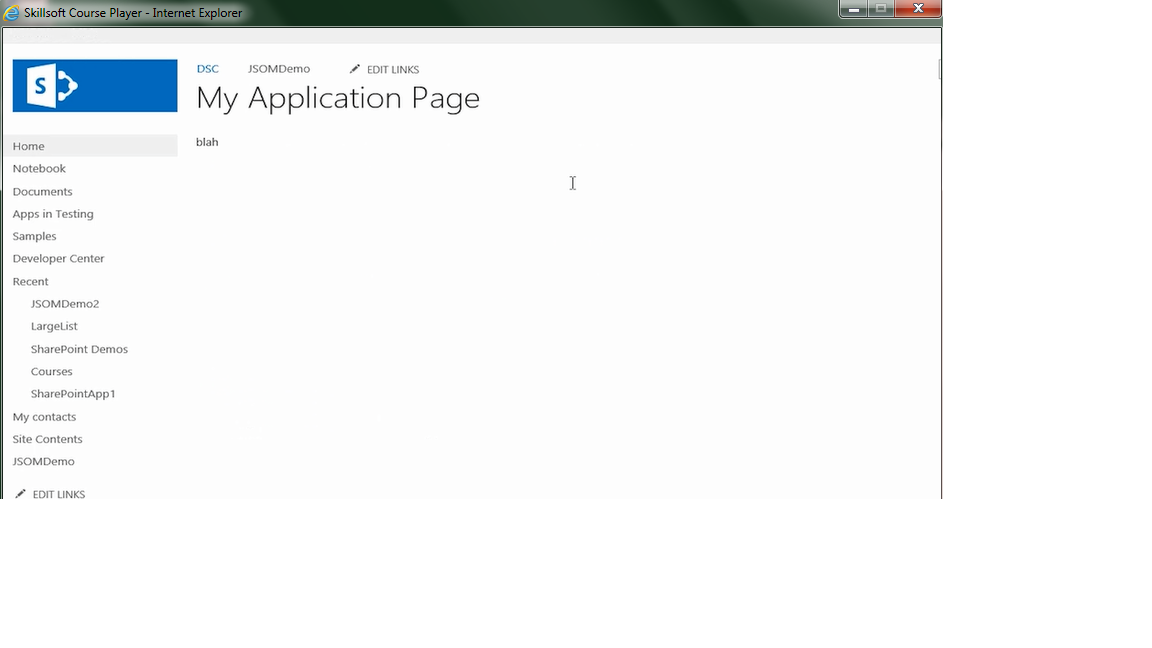 Skillsoft Course Player - Internet Explorer
S
DSC JSOMDemo EDIT LINKS
My Application Page
blah
Home
Notebook
Documents
Apps in Testing
Samples
Developer Center
Recent
JSOMDemo2
LargeList
SharePoint Demos
Courses
SharePointApp1
My contacts
Site Contents
JSOMDemo
EDIT LINKS